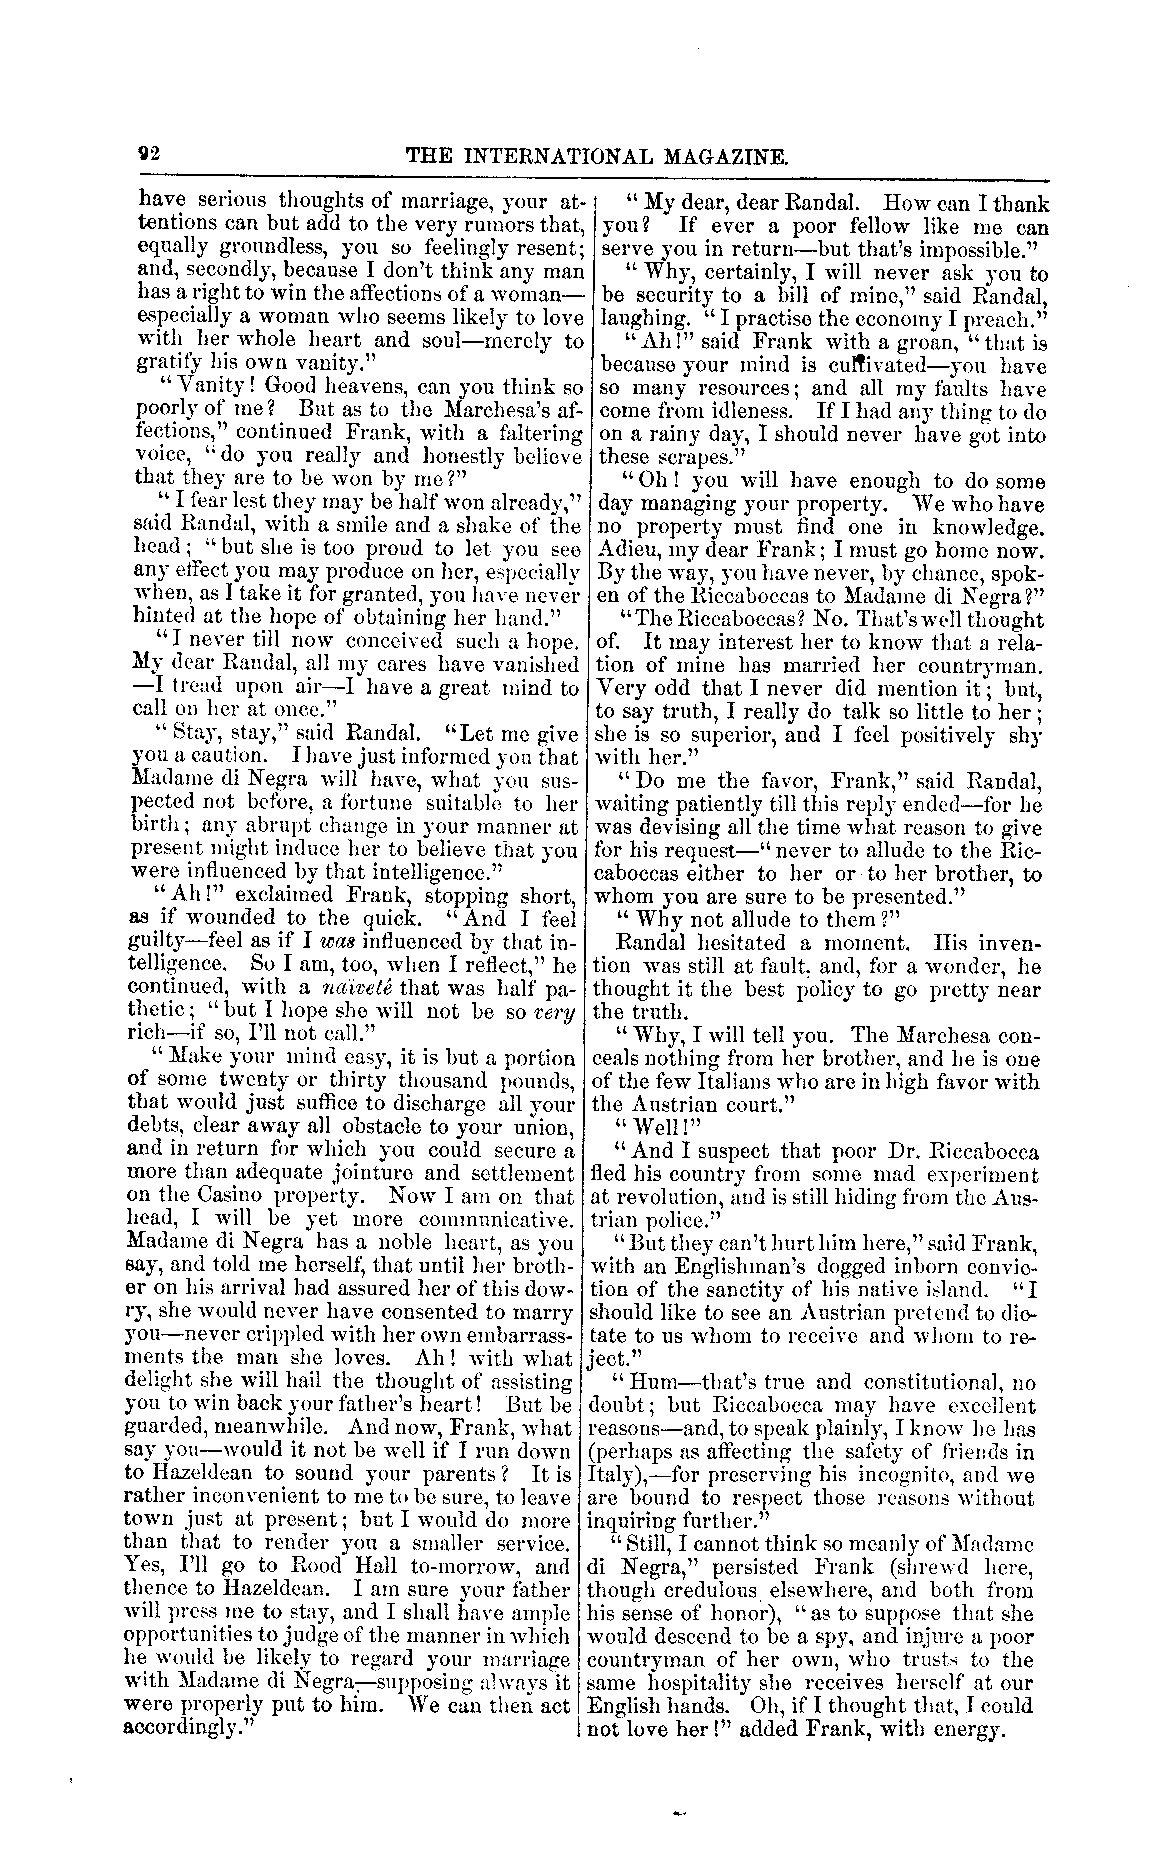 92 THE INTERNATIONAL MAGAZINE.
have serious thoughts of marriage, your at-
tentions can but add to the very rumors that,
equally groundless, you so feelingly resent;
and, secondly, because I don't think any man
has a right to win the affections of a woman—
especially a woman who seems likely to love
with her whole heart and soul—merely to
gratify his own vanity."
"Vanity! Good heavens, can you think so
poorly of me? But as to the Marchesa's af-
fections," continued Frank, with a faltering
voice, "do you really and honestly believe
that they are to be won by me?"
"I fear lest they may be half won already,"
said Randal, with a smile and a shake of the
head; "but she is too proud to let you see
any effect you may produce on her, especially
when, as I take it for granted, you have never
hinted at the hope of obtaining her hand."
"I never till now conceived such a hope.
My dear Randal, all my cares have vanished
—I tread upon air—I have a great mind to
call on her at once."
"Stay, stay," said Randal. "Let me give
you a caution. I have just informed you that
Madame di Negra will have, what you sus-
pected not before, a fortune suitable to her
birth; any abrupt change in your manner at
present might induce her to believe that you
were influenced by that intelligence."
"Ah!" exclaimed Frank, stopping short,
as if wounded to the quick. "And I feel
guilty—feel as if I was influenced by that in-
telligence. So I am, too, when I reflect," he
continued, with a naïveté that was half pa-
thetic; "but I hope she will not be so very
rich—if so, I'll not call."
"Make your mind easy, it is but a portion
of some twenty or thirty thousand pounds,
that would just suffice to discharge all your
debts, clear away all obstacle to your union,
and in return for which you could secure a
more than adequate jointure and settlement
on the Casino property. Now I am on that
head, I will be yet more communicative.
Madame di Negra has a noble heart, as you
say, and told me herself, that until her broth-
er on his arrival had assured her of this dow-
ry, she would never have consented to marry
you—never crippled with her own embarrass-
ments the man she loves. Ah! with what
delight she will hail the thought of assisting
you to win back your father's heart! But be
guarded, meanwhile. And now, Frank, what
say you—would it not be well if I run down
to Hazeldean to sound your parents? It is
rather inconvenient to me to be sure, to leave
town just at present; but I would do more
than that to render you a smaller service.
Yes, I'll go to Rood Hall to-morrow, and
thence to Hazeldean. I am sure your father
will press me to stay, and I shall have ample
opportunities to judge of the manner in which
he would be likely to regard your marriage
with Madame di Negra—supposing always it
were properly put to him. We can then act
accordingly."
"My dear, dear Randal. How can I thank
you? If ever a poor fellow like me can
serve you in return—but that's impossible."
"Why, certainly, I will never ask you to
be security to a bill of mine," said Randal,
laughing. "I practise the economy I preach."
"Ah!" said Frank with a groan, "that is
because your mind is cultivated—you have
so many resources; and all my faults have
come from idleness. If I had any thing to do
on a rainy day, I should never have got into
these scrapes."
"Oh! you will have enough to do some
day managing your property. We who have
no property must find one in knowledge.
Adieu, my dear Frank; I must go home now.
By the way, you have never, by chance, spok-
en of the Riccaboccas to Madame di Negra?"
"The Riccaboccas? No. That's well thought
of. It may interest her to know that a rela-
tion of mine has married her countryman.
Very odd that I never did mention it; but,
to say truth, I really do talk so little to her;
she is so superior, and I feel positively shy
with her."
"Do me the favor, Frank," said Randal,
waiting patiently till this reply ended—for he
was devising all the time what reason to give
for his request—"never to allude to the Ric-
caboccas either to her or to her brother, to
whom you are sure to be presented."
"Why not allude to them?"
Randal hesitated a moment. His inven-
tion was still at fault, and, for a wonder, he
thought it the best policy to go pretty near
the truth.
"Why, I will tell you. The Marchesa con-
ceals nothing from her brother, and he is one
of the few Italians who are in high favor with
the Austrian court."
"Well!"
"And I suspect that poor Dr. Riccabocca
fled his country from some mad experiment
at revolution, and is still hiding from the Aus-
trian police."
"But they can't hurt him here," said Frank,
with an Englishman's dogged inborn convic-
tion of the sanctity of his native island. "I
should like to see an Austrian pretend to dic-
tate to us whom to receive and whom to re-
ject."
"Hum—that's true and constitutional, no
doubt; but Riccabocca may have excellent
reasons—and, to speak plainly, I know he has
(perhaps as affecting the safety of friends in
Italy),—for preserving his incognito, and we
are bound to respect those reasons without
inquiring further."
"Still, I cannot think so meanly of Madame
di Negra," persisted Frank (shrewd here,
though credulous elsewhere, and both from
his sense of honor), "as to suppose that she
would descend to be a spy, and injure a poor
countryman of her own, who trusts to the
same hospitality she receives herself at our
English hands. Oh, if I thought that, I could
not love her!" added Frank, with energy.